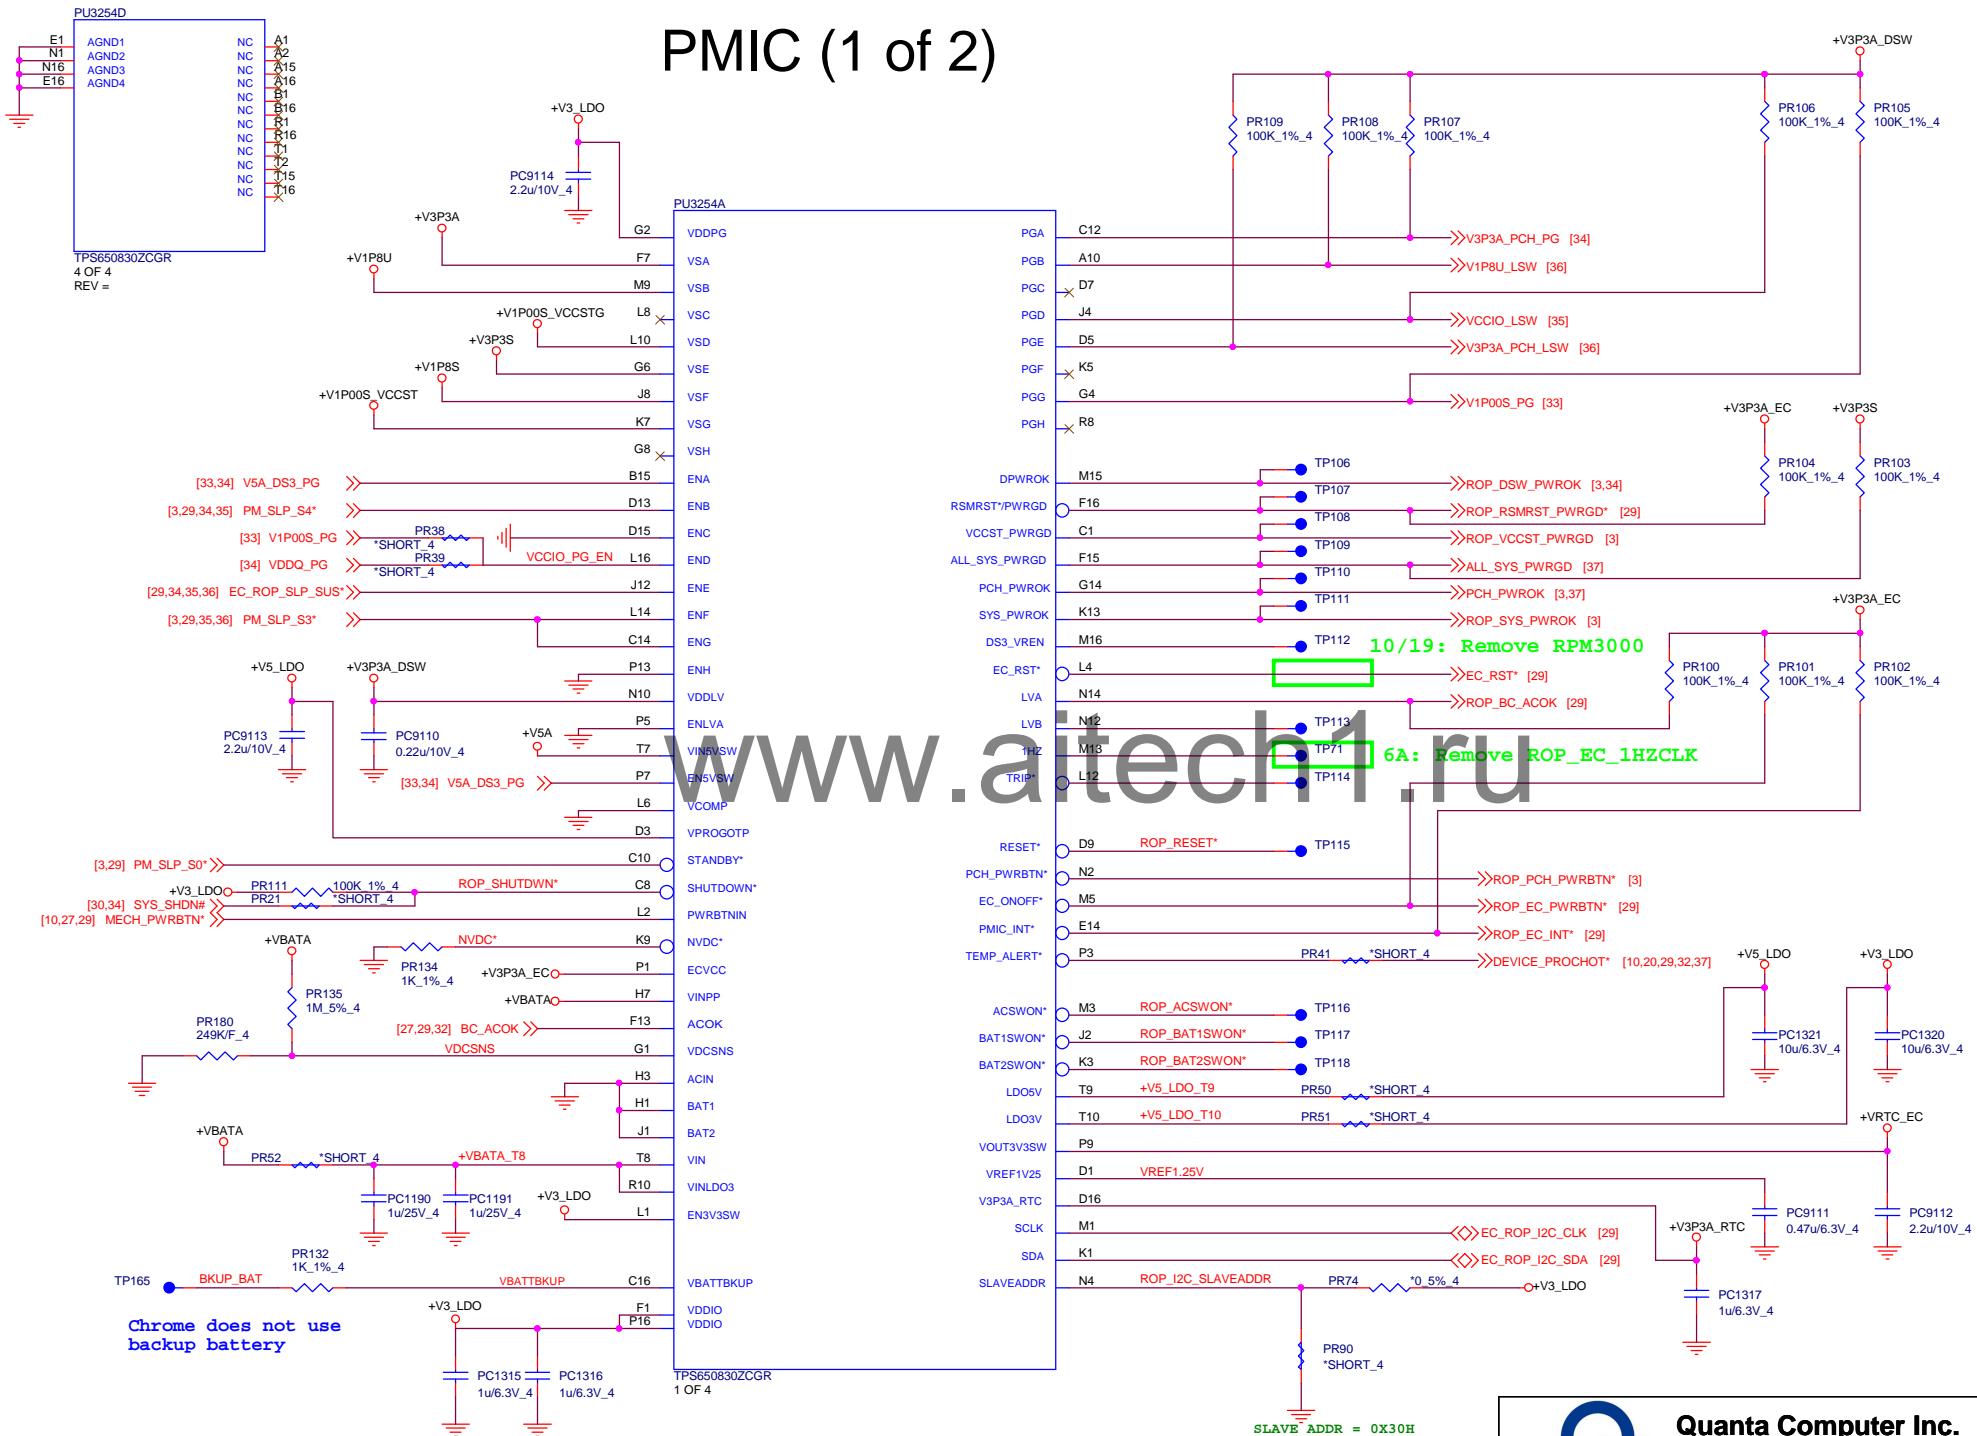 PMIC (1 of 2)
PU3254D
E1 AGND1 NC A1
N1 AGND2 NC A2
N16 AGND3 NC A15
E16 AGND4 NC A16
NC B1
NC B16
NC R1
NC R16
NC T1
NC T2
NC T15
NC T16
TPS650830ZCGR
4 OF 4
REV =
+V3_LDO
PC9114
2.2u/10V_4
+V3P3A
+V1P8U
+V1P00S_VCCSTG
+V3P3S
+V1P8S
+V1P00S_VCCST
PU3254A
G2 VDDPG
F7 VSA
M9 VSB
L8 VSC
L10 VSD
G6 VSE
J8 VSF
K7 VSG
G8 VSH
[33,34] V5A_DS3_PG B15 ENA
[3,29,34,35] PM_SLP_S4* D13 ENB
[33] V1P00S_PG PR38 *SHORT_4 D15 ENC
[34] VDDQ_PG PR39 *SHORT_4 VCCIO_PG_EN L16 END
[29,34,35,36] EC_ROP_SLP_SUS* J12 ENE
[3,29,35,36] PM_SLP_S3* L14 ENF
C14 ENG
P13 ENH
+V5_LDO
+V3P3A_DSW
N10 VDDLV
PC9113
2.2u/10V_4
PC9110
0.22u/10V_4
P5 ENLVA
+V5A T7 VIN5VSW
[33,34] V5A_DS3_PG P7 EN5VSW
L6 VCOMP
D3 VPROGOTP
[3,29] PM_SLP_S0* C10 STANDBY*
+V3_LDO PR111 100K_1%_4 ROP_SHUTDWN* C8 SHUTDOWN*
[30,34] SYS_SHDN# PR21 *SHORT_4
[10,27,29] MECH_PWRBTN* L2 PWRBTNIN
+VBATA
NVDC* K9 NVDC*
PR134
1K_1%_4
+V3P3A_EC P1 ECVCC
PR135
1M_5%_4
+VBATA H7 VINPP
PR180
249K/F_4
[27,29,32] BC_ACOK F13 ACOK
VDCSNS G1 VDCSNS
H3 ACIN
H1 BAT1
J1 BAT2
+VBATA
PR52 *SHORT_4 +VBATA_T8 T8 VIN
R10 VINLDO3
PC1190
1u/25V_4
PC1191
1u/25V_4
+V3_LDO L1 EN3V3SW
PR132
1K_1%_4
TP165 BKUP_BAT VBATTBKUP C16 VBATTBKUP
F1 VDDIO
P16 VDDIO
+V3_LDO
Chrome does not use
backup battery
PC1315
1u/6.3V_4
PC1316
1u/6.3V_4
TPS650830ZCGR
1 OF 4
+V3P3A_DSW
PR109
100K_1%_4
PR108
100K_1%_4
PR107
100K_1%_4
PR106
100K_1%_4
PR105
100K_1%_4
PGA C12 V3P3A_PCH_PG [34]
PGB A10 V1P8U_LSW [36]
PGC D7
PGD J4 VCCIO_LSW [35]
PGE D5 V3P3A_PCH_LSW [36]
PGF K5
PGG G4 V1P00S_PG [33]
PGH R8
+V3P3A_EC
+V3P3S
PR104
100K_1%_4
PR103
100K_1%_4
TP106
DPWROK M15 ROP_DSW_PWROK [3,34]
TP107
RSMRST*/PWRGD F16 ROP_RSMRST_PWRGD* [29]
TP108
VCCST_PWRGD C1 ROP_VCCST_PWRGD [3]
TP109
ALL_SYS_PWRGD F15 ALL_SYS_PWRGD [37]
TP110
PCH_PWROK G14 PCH_PWROK [3,37]
TP111
SYS_PWROK K13 ROP_SYS_PWROK [3]
+V3P3A_EC
DS3_VREN M16 TP112
10/19: Remove RPM3000
EC_RST* L4 EC_RST* [29]
PR100
100K_1%_4
PR101
100K_1%_4
PR102
100K_1%_4
LVA N14 ROP_BC_ACOK [29]
LVB N12 TP113
1HZ M13 TP71
6A: Remove ROP_EC_1HZCLK
TRIP* L12 TP114
www.aitech1.ru
RESET* D9 ROP_RESET* TP115
PCH_PWRBTN* N2 ROP_PCH_PWRBTN* [3]
EC_ONOFF* M5 ROP_EC_PWRBTN* [29]
PMIC_INT* E14 ROP_EC_INT* [29]
TEMP_ALERT* P3 PR41 *SHORT_4 DEVICE_PROCHOT* [10,20,29,32,37]
+V5_LDO
+V3_LDO
ACSWON* M3 ROP_ACSWON* TP116
BAT1SWON* J2 ROP_BAT1SWON* TP117
BAT2SWON* K3 ROP_BAT2SWON* TP118
PC1321
10u/6.3V_4
PC1320
10u/6.3V_4
LDO5V T9 +V5_LDO_T9 PR50 *SHORT_4
LDO3V T10 +V5_LDO_T10 PR51 *SHORT_4
+VRTC_EC
VOUT3V3SW P9
VREF1V25 D1 VREF1.25V
V3P3A_RTC D16
PC9111
0.47u/6.3V_4
PC9112
2.2u/10V_4
+V3P3A_RTC
SCLK M1 EC_ROP_I2C_CLK [29]
SDA K1 EC_ROP_I2C_SDA [29]
SLAVEADDR N4 ROP_I2C_SLAVEADDR PR74 *0_5%_4 +V3_LDO
PC1317
1u/6.3V_4
PR90
*SHORT_4
SLAVE ADDR = 0X30H
Quanta Computer Inc.